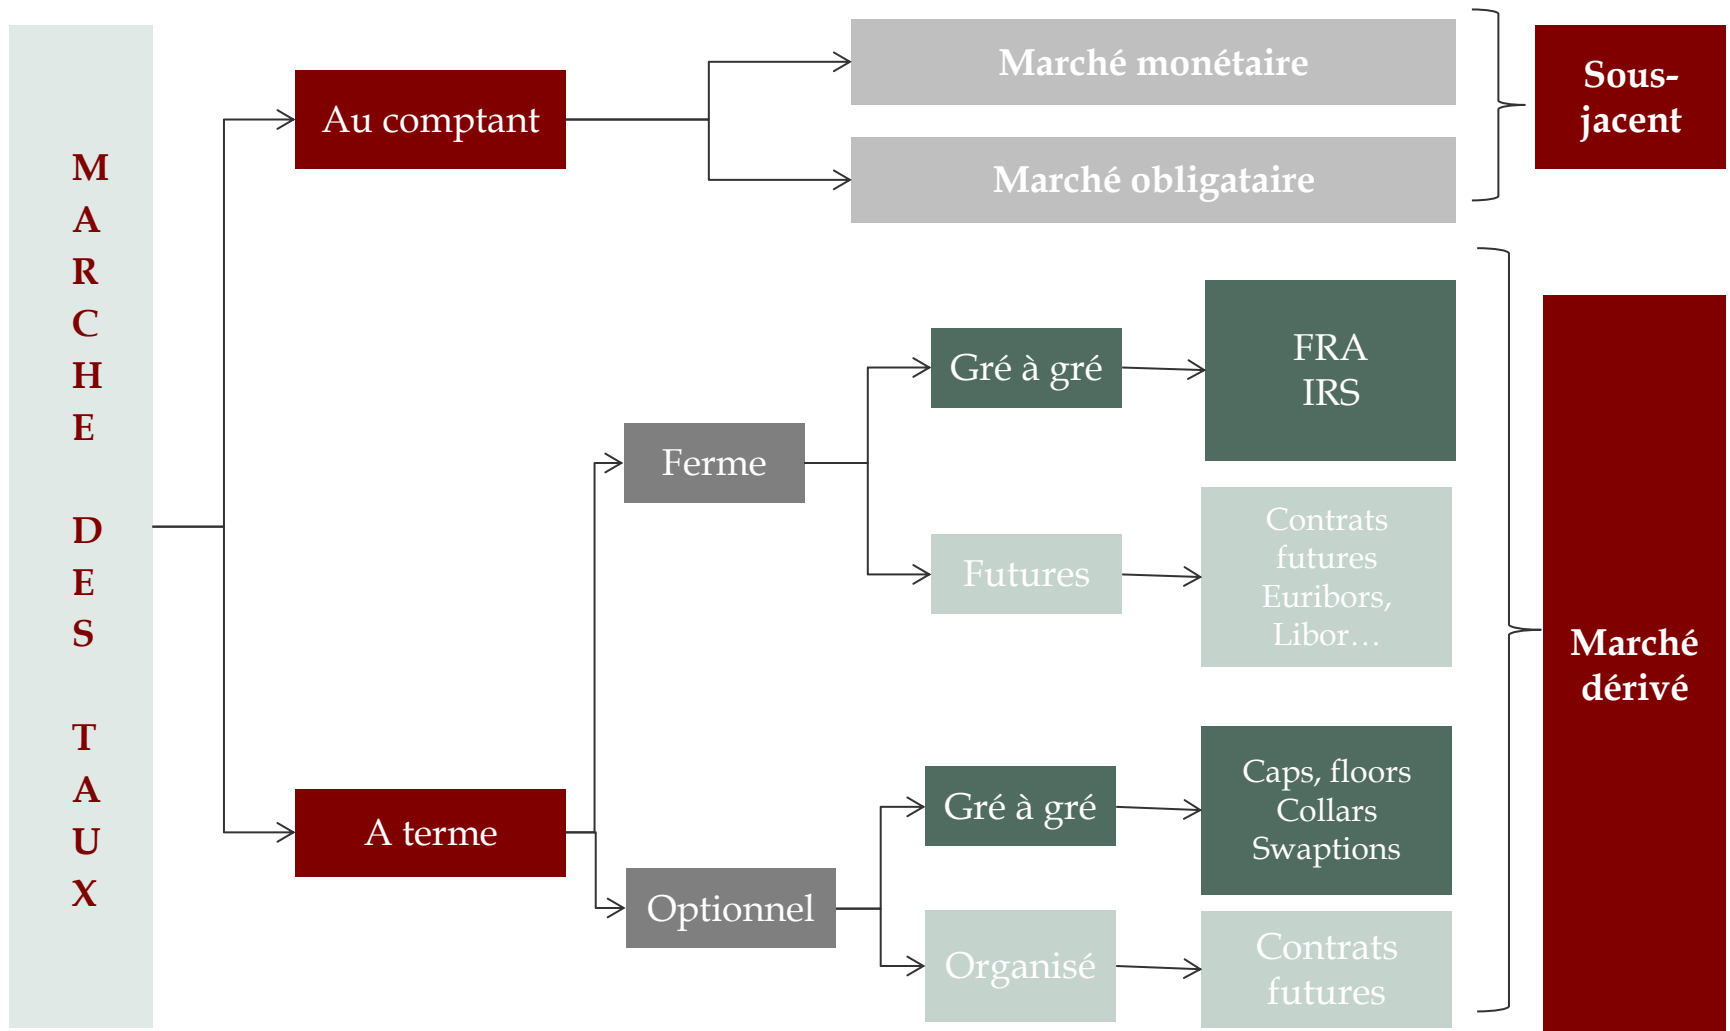 MARCHE DES TAUX
Au comptant
Marché monétaire
Marché obligataire
Sous-
jacent
A terme
Ferme
Gré à gré
FRA
IRS
Futures
Contrats
futures
Euribors,
Libor…
Optionnel
Gré à gré
Caps, floors
Collars
Swaptions
Organisé
Contrats
futures
Marché
dérivé